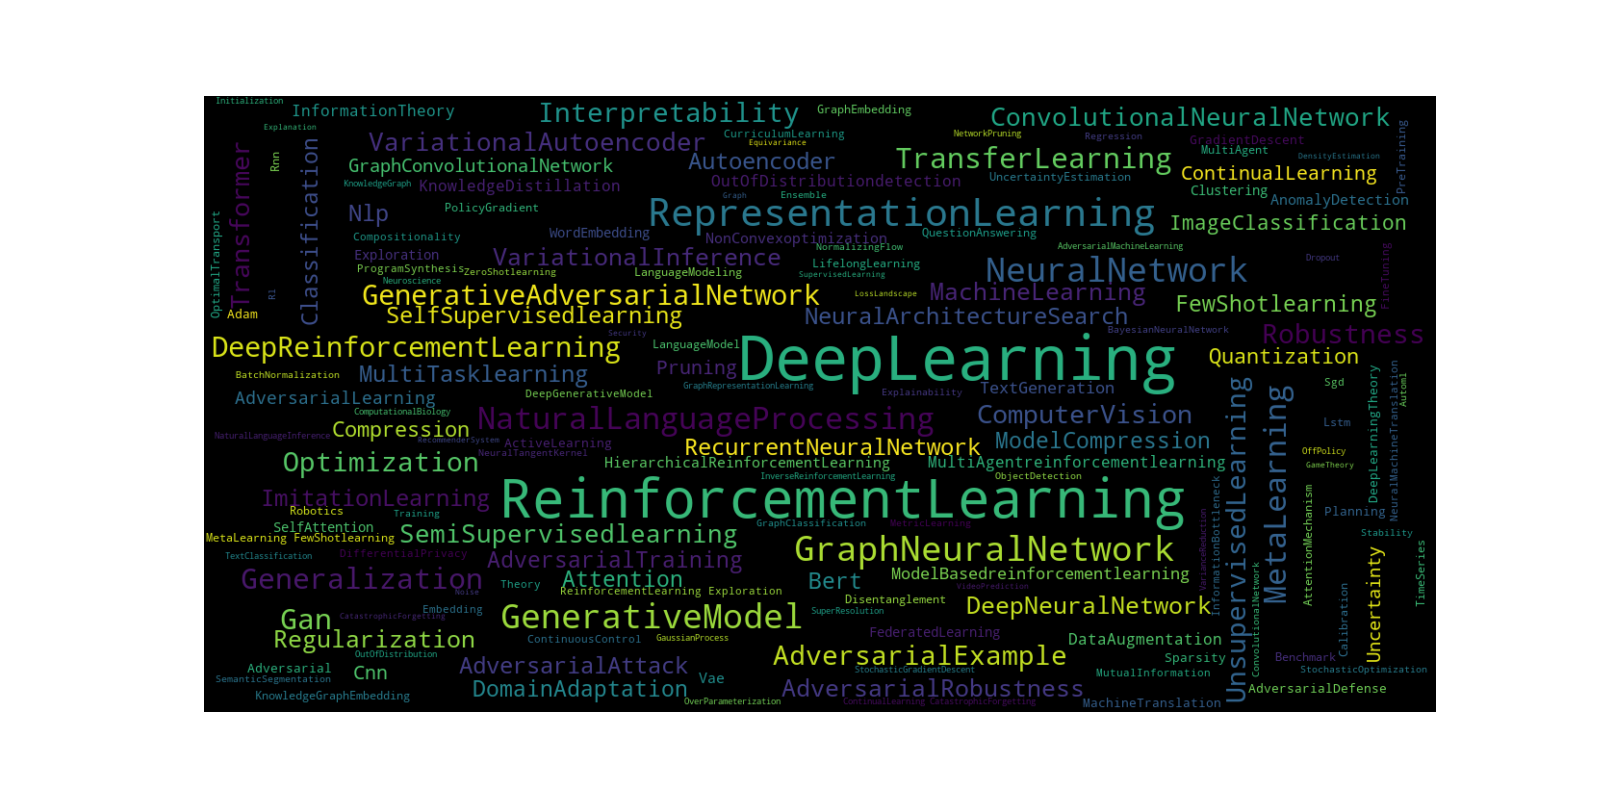 Initialization
InformationTheory
Interpretability
GraphEmbedding
ConvolutionalNeuralNetwork
Explanation
VariationalAutoencoder
CurriculumLearning
Equivariance
NetworkPruning
Regression
GradientDescent
PreTraining
Transformer
Rnn
Classification
GraphConvolutionalNetwork
Autoencoder
TransferLearning
MultiAgent
DensityEstimation
KnowledgeGraph
KnowledgeDistillation
OutOfDistributiondetection
UncertaintyEstimation
ContinualLearning
Graph
Ensemble
Clustering
AnomalyDetection
Nlp
PolicyGradient
RepresentationLearning
ImageClassification
OptimalTransport
Compositionality
WordEmbedding
NonConvexoptimization
QuestionAnswering
NormalizingFlow
AdversarialMachineLearning
Exploration
VariationalInference
LifelongLearning
NeuralNetwork
Dropout
FineTuning
ProgramSynthesis
ZeroShotlearning
LanguageModeling
SupervisedLearning
Neuroscience
Rl
GenerativeAdversarialNetwork
LossLandscape
MachineLearning
FewShotlearning
Adam
SelfSupervisedlearning
NeuralArchitectureSearch
BayesianNeuralNetwork
Robustness
Security
DeepReinforcementLearning
LanguageModel
DeepLearning
Quantization
BatchNormalization
MultiTasklearning
Pruning
GraphRepresentationLearning
Explainability
TextGeneration
Sgd
DeepLearningTheory
NeuralMachineTranslation
Automl
AdversarialLearning
DeepGenerativeModel
ComputationalBiology
NaturalLanguageProcessing
ComputerVision
UnsupervisedLearning
MetaLearning
Lstm
NaturalLanguageInference
Compression
RecommenderSystem
ActiveLearning
RecurrentNeuralNetwork
ModelCompression
NeuralTangentKernel
OffPolicy
Optimization
HierarchicalReinforcementLearning
MultiAgentreinforcementlearning
GameTheory
InverseReinforcementLearning
ObjectDetection
ImitationLearning
ReinforcementLearning
InformationBottleneck
AttentionMechanism
Robotics
Training
Planning
SelfAttention
GraphClassification
MetricLearning
VarianceReduction
Stability
MetaLearning FewShotlearning
SemiSupervisedlearning
GraphNeuralNetwork
TextClassification
DifferentialPrivacy
AdversarialTraining
Uncertainty
TimeSeries
Generalization
Theory
Attention
Bert
ModelBasedreinforcementlearning
ConvolutionalNetwork
Noise
ReinforcementLearning Exploration
VideoPrediction
Disentanglement
Calibration
Gan
CatastrophicForgetting
Embedding
GenerativeModel
SuperResolution
DeepNeuralNetwork
Regularization
ContinuousControl
GaussianProcess
FederatedLearning
DataAugmentation
OutOfDistribution
AdversarialExample
Sparsity
Benchmark
Adversarial
Cnn
AdversarialAttack
StochasticGradientDescent
MutualInformation
StochasticOptimization
SemanticSegmentation
Vae
KnowledgeGraphEmbedding
DomainAdaptation
AdversarialRobustness
AdversarialDefense
OverParameterization
ContinualLearning CatastrophicForgetting
MachineTranslation